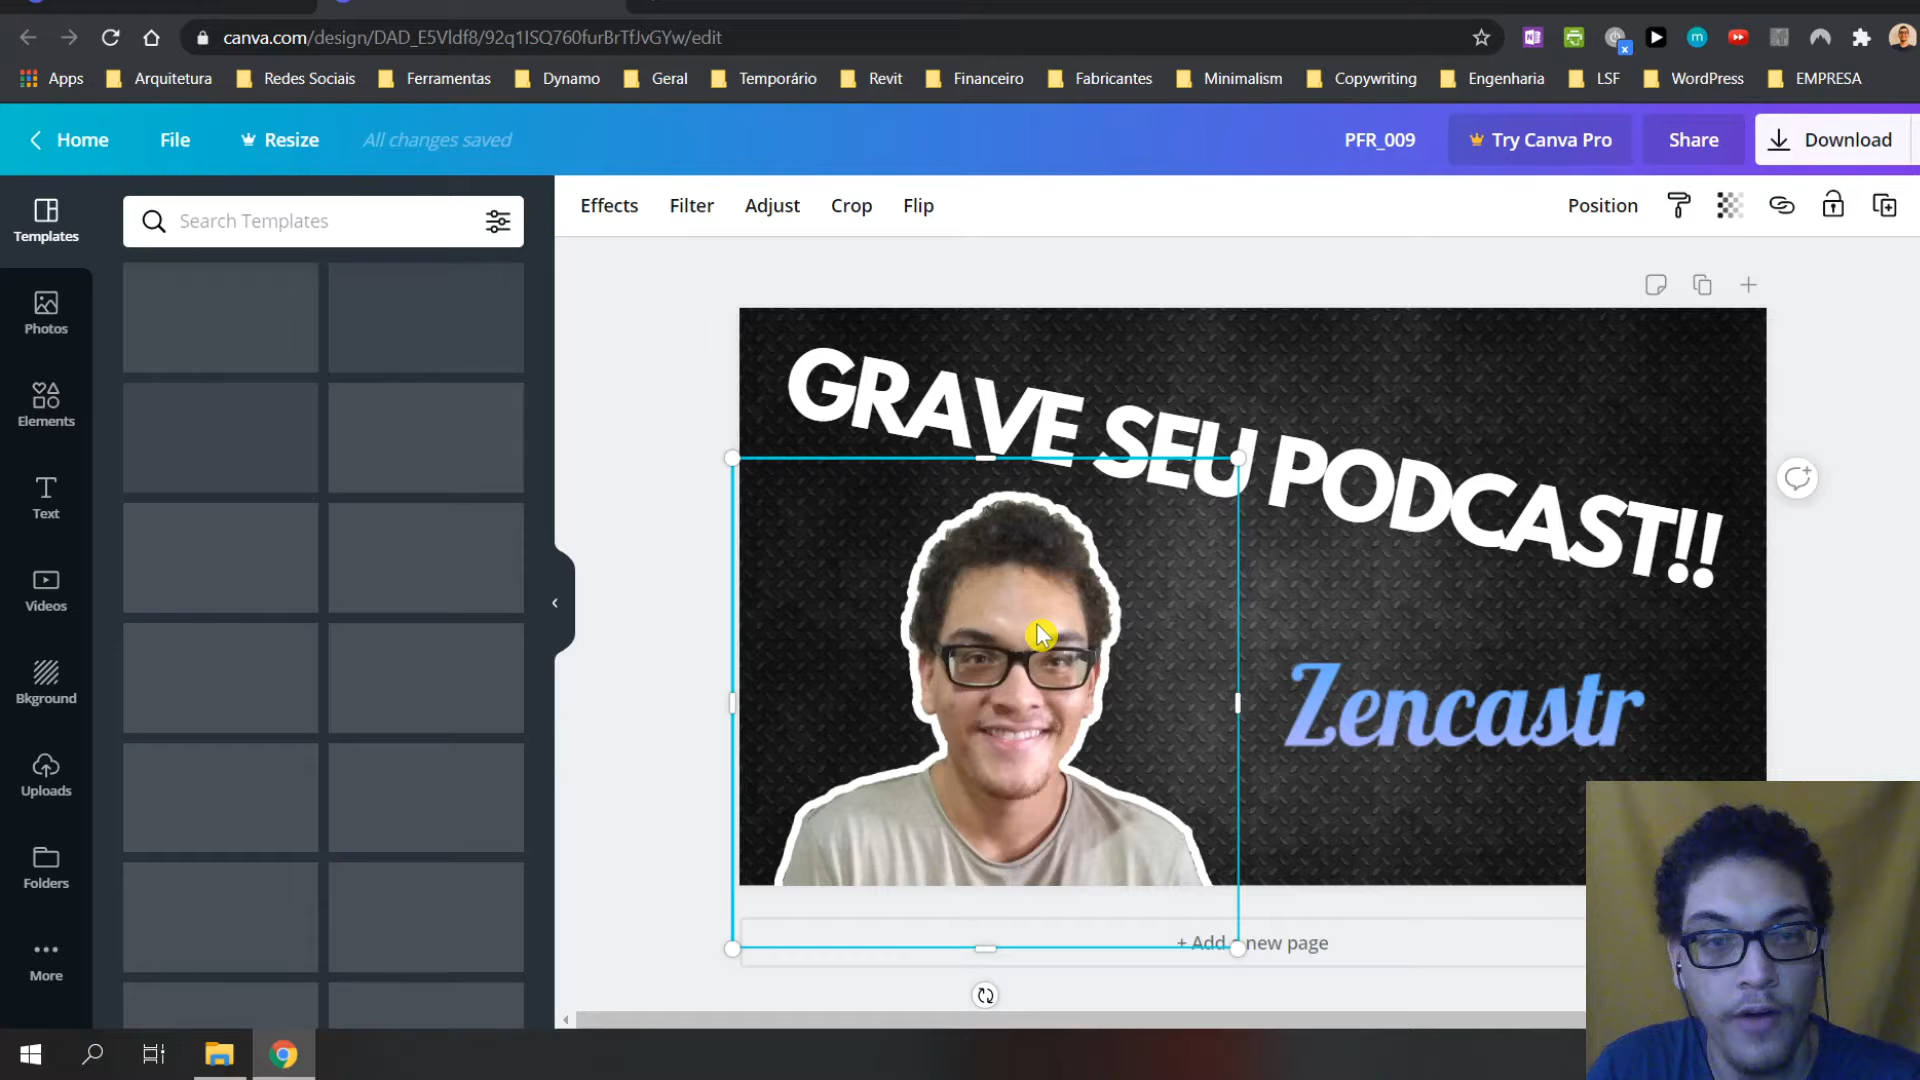 canva.com/design/DAD_E5Vldf8/92q1ISQ760furBrTfJvGYw/edit
Apps Arquitetura Redes Sociais Ferramentas Dynamo Geral Temporário Revit Financeiro Fabricantes Minimalism Copywriting Engenharia LSF WordPress EMPRESA
Home File Resize All changes saved PFR_009 Try Canva Pro Share Download
Templates
Search Templates
Effects Filter Adjust Crop Flip Position
Photos
Elements
Text
Videos
Bkground
Uploads
Folders
More
GRAVE SEU PODCAST!!
Zencastr
+ Add a new page